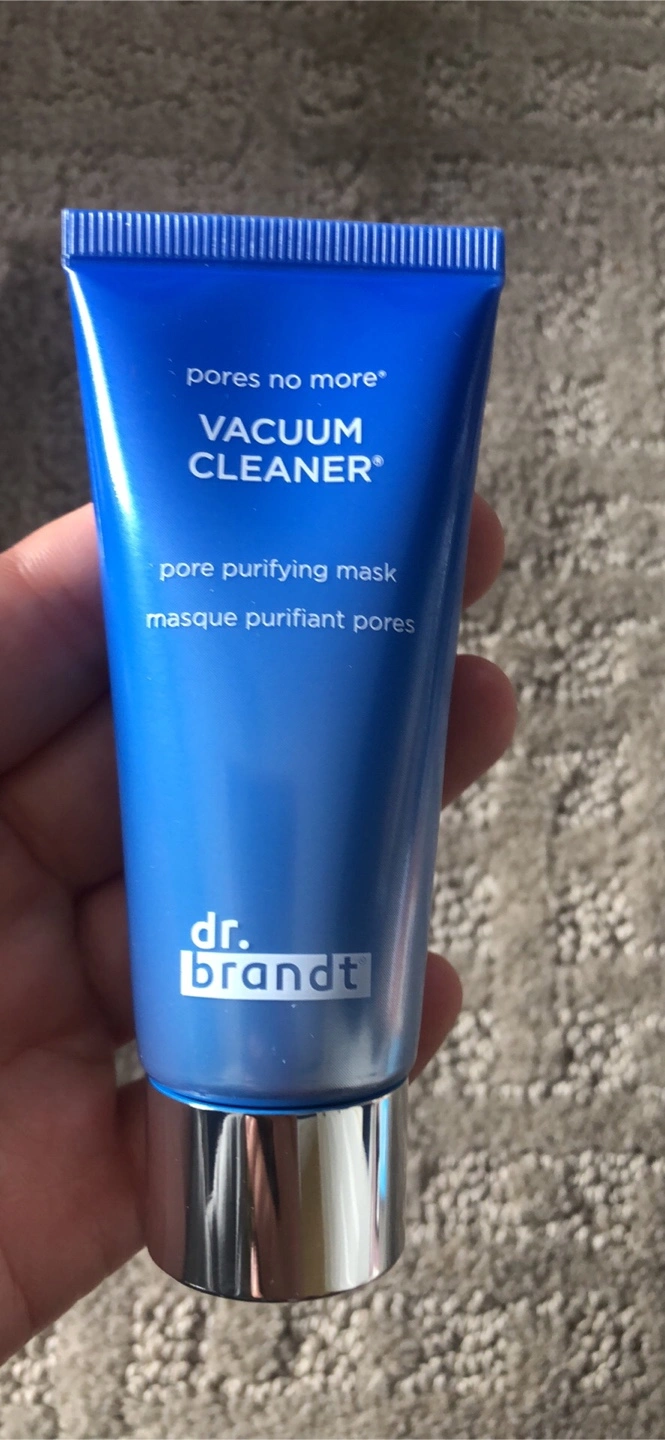 pores no more®
VACUUM
CLEANER®
pore purifying mask
masque purifiant pores
dr.
brandt®